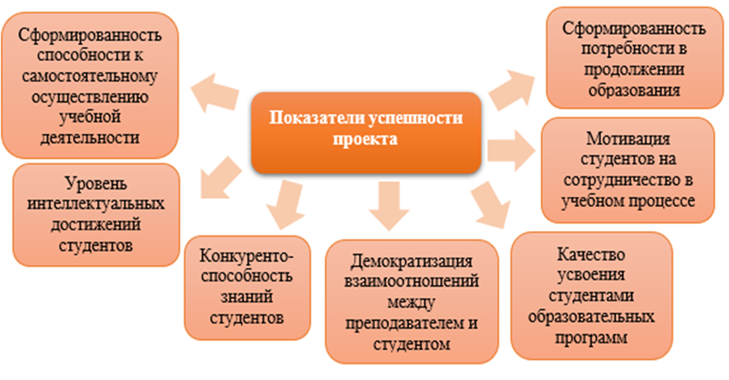 Сформированность
способности к
самостоятельному
осуществлению
учебной
деятельности
Сформированность
потребности в
продолжении
образования
Показатели успешности
проекта
Мотивация
студентов на
сотрудничество в
учебном процессе
Уровень
интеллектуальных
достижений
студентов
Конкуренто-
способность
знаний
студентов
Демократизация
взаимоотношений
между
преподавателем и
студентом
Качество
усвоения
студентами
образовательных
программ